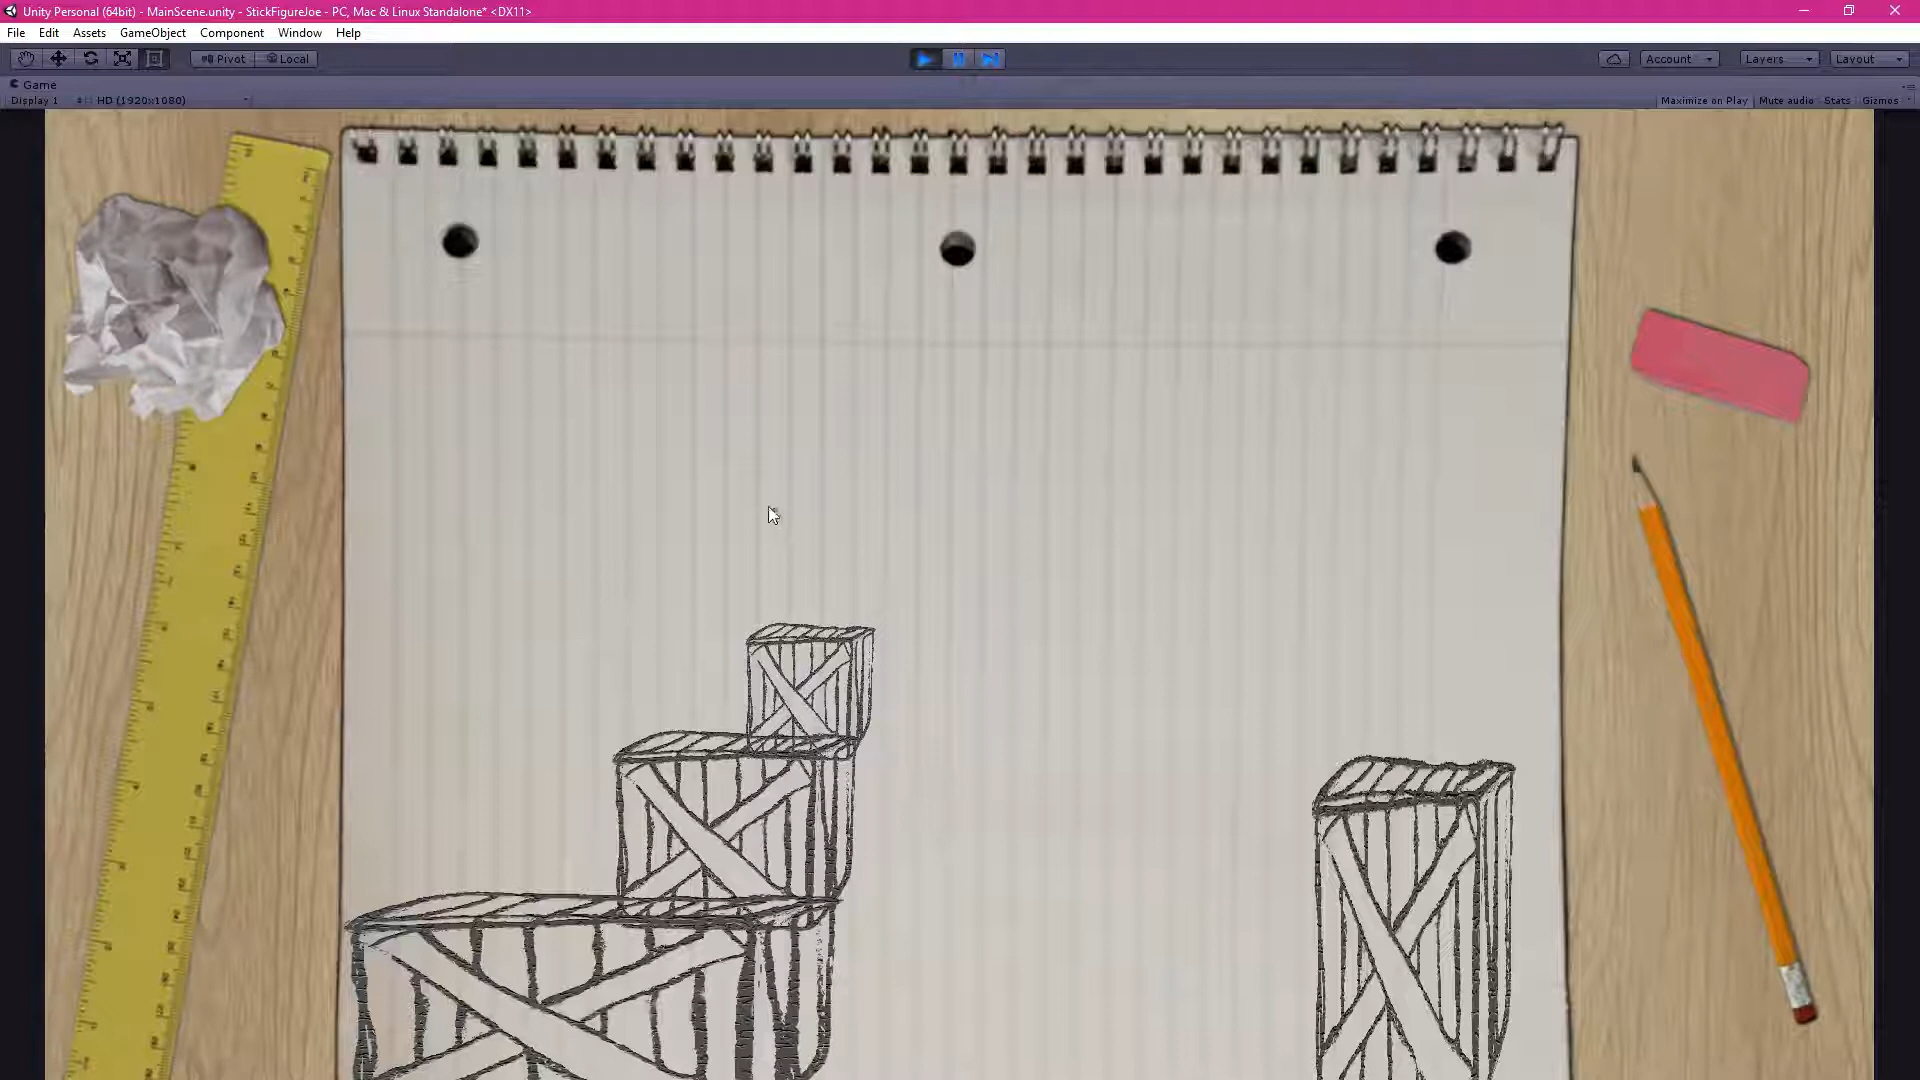 Unity Personal (64bit) - MainScene.unity - StickFigureJoe - PC, Mac & Linux Standalone* <DX11>
File Edit Assets GameObject Component Window Help
Pivot Local Account Layers Layout
Game
Display 1 HD (1920x1080) Maximize on Play Mute audio Stats Gizmos